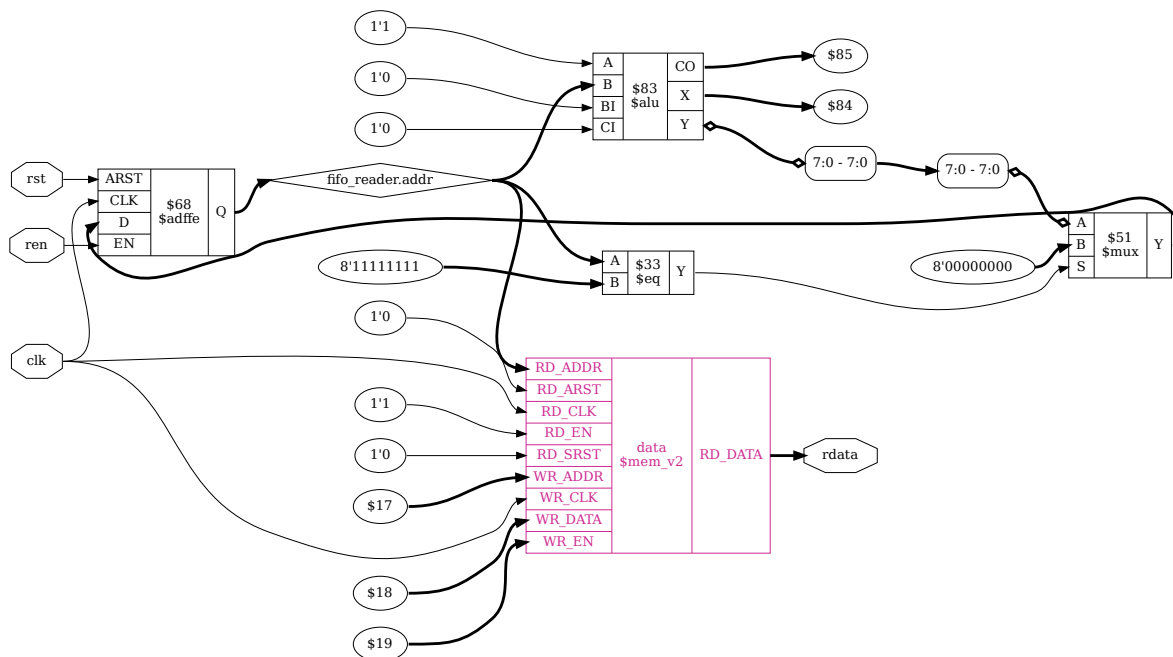 1'1
1'0
1'0
A
B
BI
CI
$83
$alu
CO
X
Y
$85
$84
7:0 - 7:0
7:0 - 7:0
rst
ren
clk
ARST
CLK
D
EN
$68
$adffe
Q
fifo_reader.addr
8'11111111
A
B
$33
$eq
Y
8'00000000
A
B
S
$51
$mux
Y
1'0
1'1
1'0
$17
$18
$19
RD_ADDR
RD_ARST
RD_CLK
RD_EN
RD_SRST
WR_ADDR
WR_CLK
WR_DATA
WR_EN
data
$mem_v2
RD_DATA
rdata